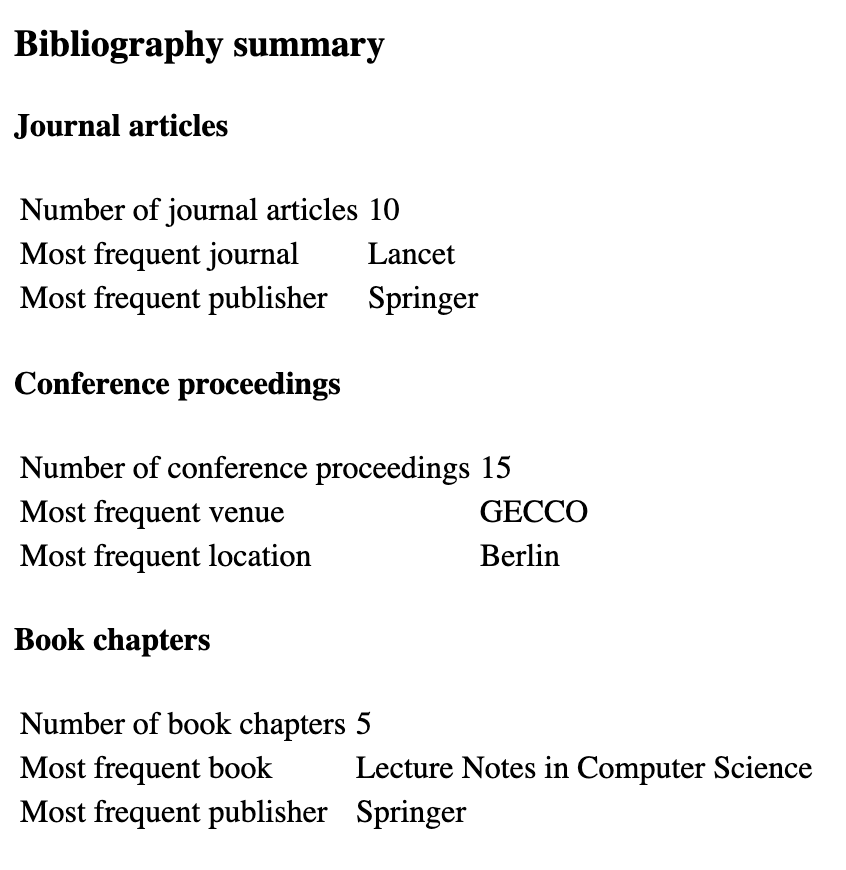 Bibliography summary
Journal articles
Number of journal articles 10
Most frequent journal Lancet
Most frequent publisher Springer
Conference proceedings
Number of conference proceedings 15
Most frequent venue GECCO
Most frequent location Berlin
Book chapters
Number of book chapters 5
Most frequent book Lecture Notes in Computer Science
Most frequent publisher Springer